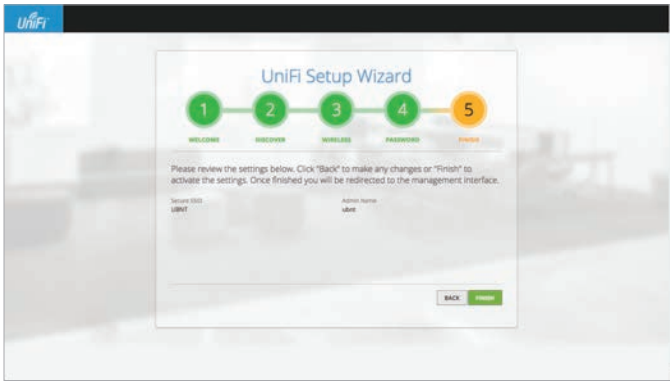 UniFi
UniFi Setup Wizard
1 2 3 4 5
WELCOME DISCOVER WIRELESS PASSWORD FINISH
Please review the settings below. Click "Back" to make any changes or "Finish" to
activate the settings. Once finished you will be redirected to the management interface.
Secure SSID Admin Name
UBNT ubnt
BACK FINISH